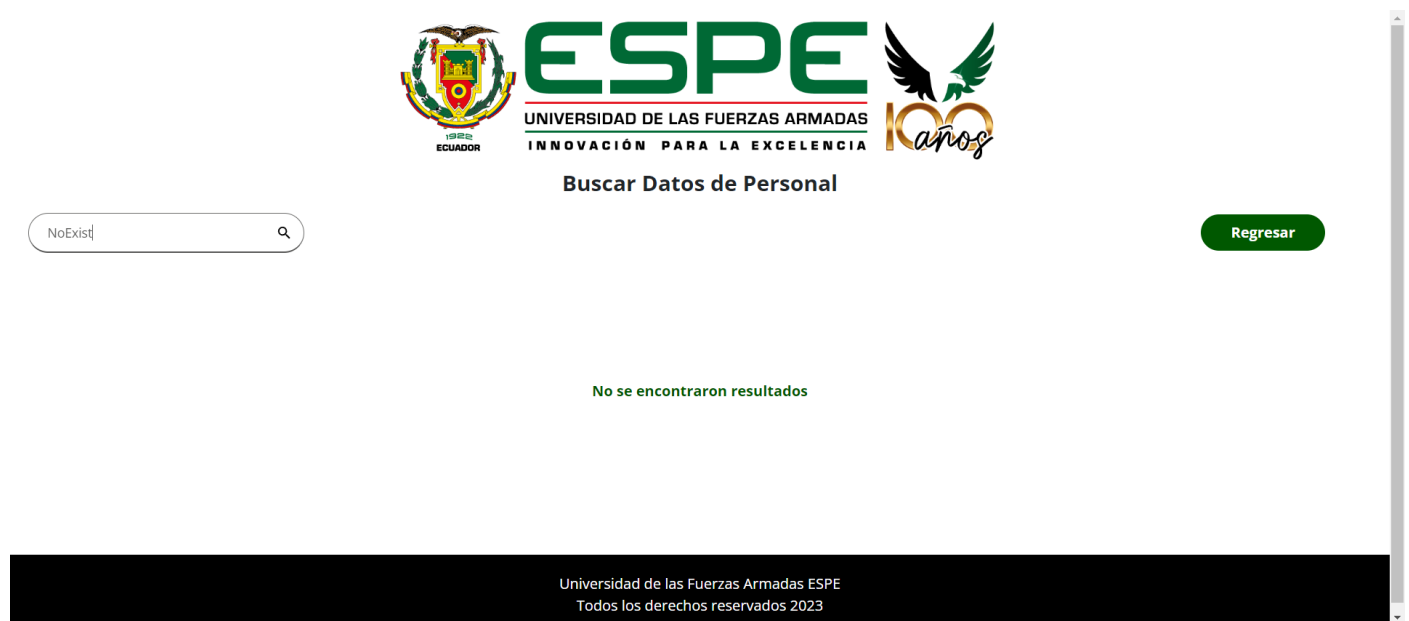 ESPE
UNIVERSIDAD DE LAS FUERZAS ARMADAS
INNOVACIÓN PARA LA EXCELENCIA
1922
ECUADOR
100
años
Buscar Datos de Personal
NoExist
Regresar
No se encontraron resultados
Universidad de las Fuerzas Armadas ESPE
Todos los derechos reservados 2023